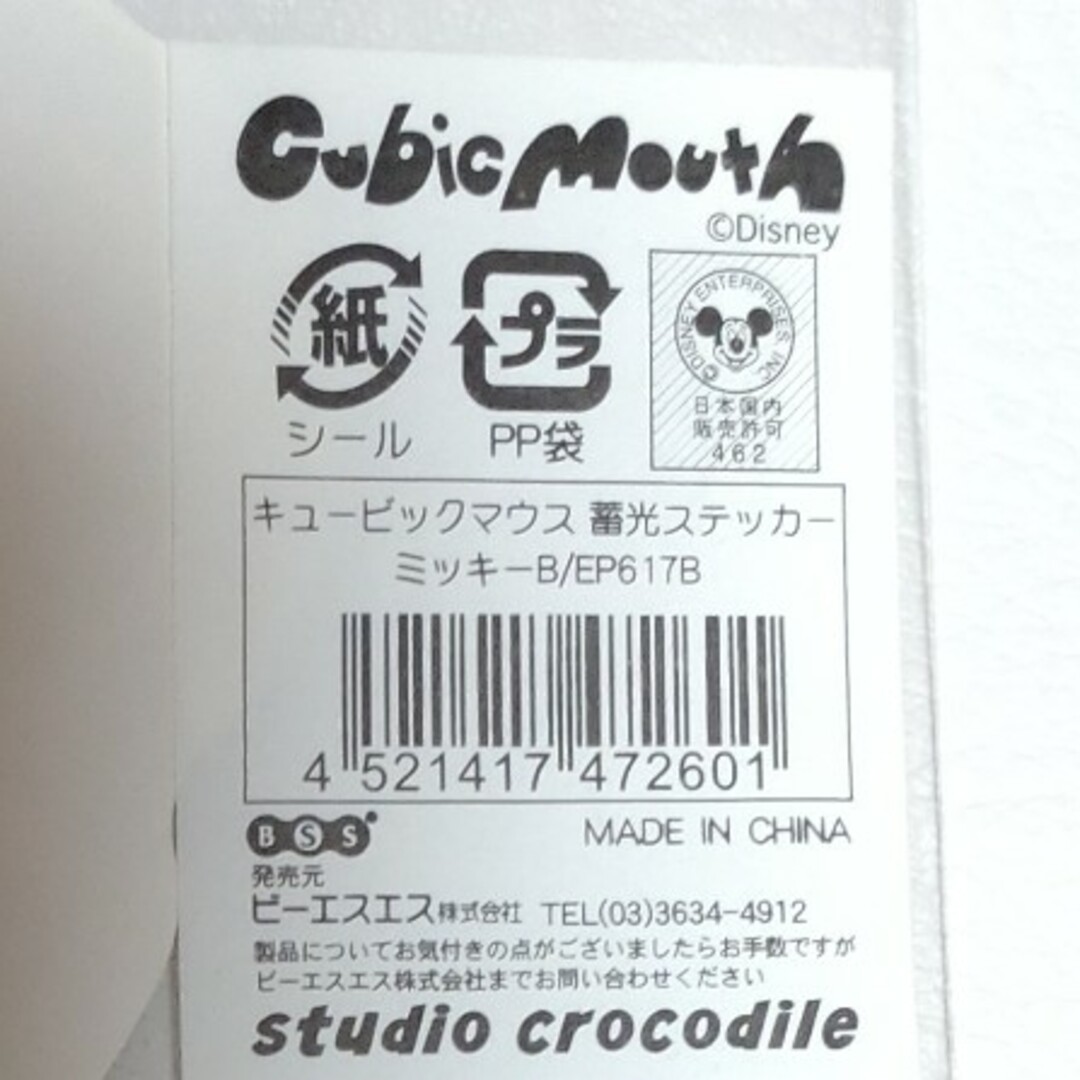 Cubic Mouth
©Disney
紙
プラ
©DISNEY ENTERPRISES, INC
シール
PP袋
日本国内
販売許可
462
キュービックマウス 蓄光ステッカー
ミッキーB/EP617B
4 521417 472601
BSS
MADE IN CHINA
発売元
ビーエスエス株式会社 TEL(03)3634-4912
製品についてお気付きの点がございましたらお手数ですが
ビーエスエス株式会社までお問い合わせください
studio crocodile